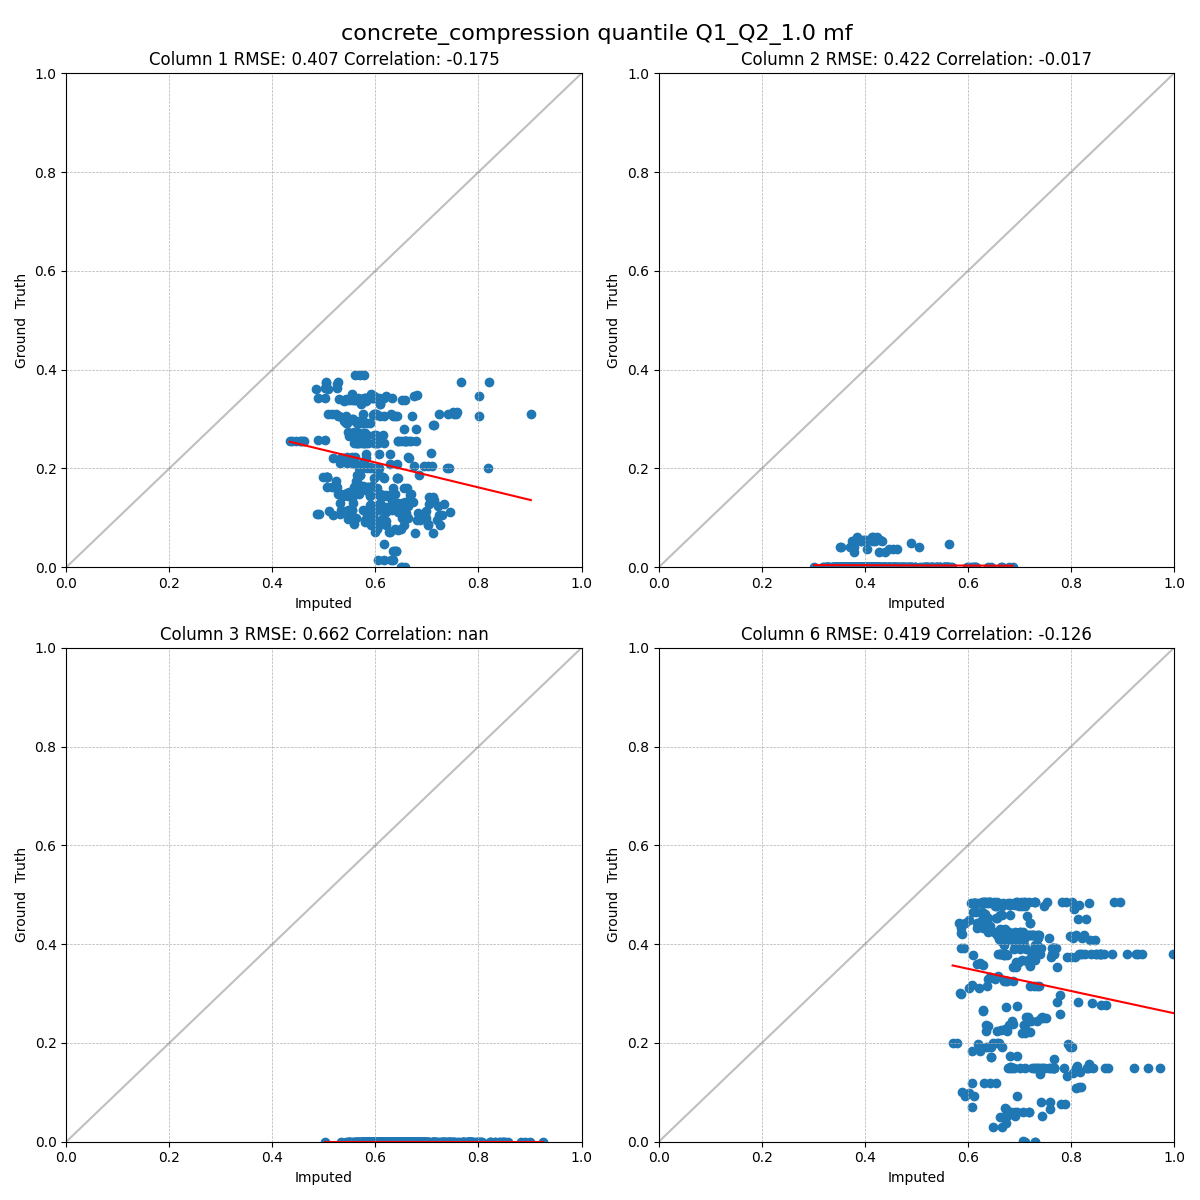 concrete_compression quantile Q1_Q2_1.0 mf
Column 1 RMSE: 0.407 Correlation: -0.175
1.0
0.8
0.6
0.4
0.2
0.0
Ground Truth
0.0 0.2 0.4 0.6 0.8 1.0
Imputed
Column 2 RMSE: 0.422 Correlation: -0.017
1.0
0.8
0.6
0.4
0.2
0.0
Ground Truth
0.0 0.2 0.4 0.6 0.8 1.0
Imputed
Column 3 RMSE: 0.662 Correlation: nan
1.0
0.8
0.6
0.4
0.2
0.0
Ground Truth
0.0 0.2 0.4 0.6 0.8 1.0
Imputed
Column 6 RMSE: 0.419 Correlation: -0.126
1.0
0.8
0.6
0.4
0.2
0.0
Ground Truth
0.0 0.2 0.4 0.6 0.8 1.0
Imputed